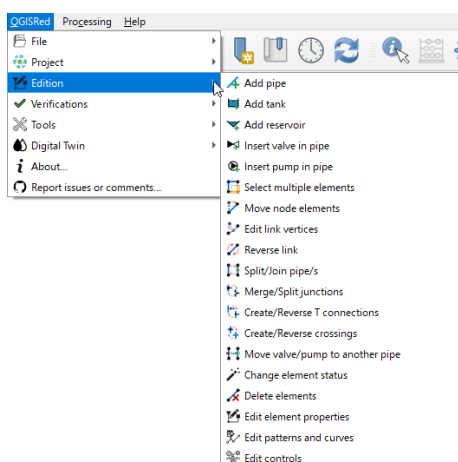 QGISRed Processing Help
File
Project
Edition
Verifications
Tools
Digital Twin
About...
Report issues or comments...
Add pipe
Add tank
Add reservoir
Insert valve in pipe
Insert pump in pipe
Select multiple elements
Move node elements
Edit link vertices
Reverse link
Split/Join pipe/s
Merge/Split junctions
Create/Reverse T connections
Create/Reverse crossings
Move valve/pump to another pipe
Change element status
Delete elements
Edit element properties
Edit patterns and curves
Edit controls